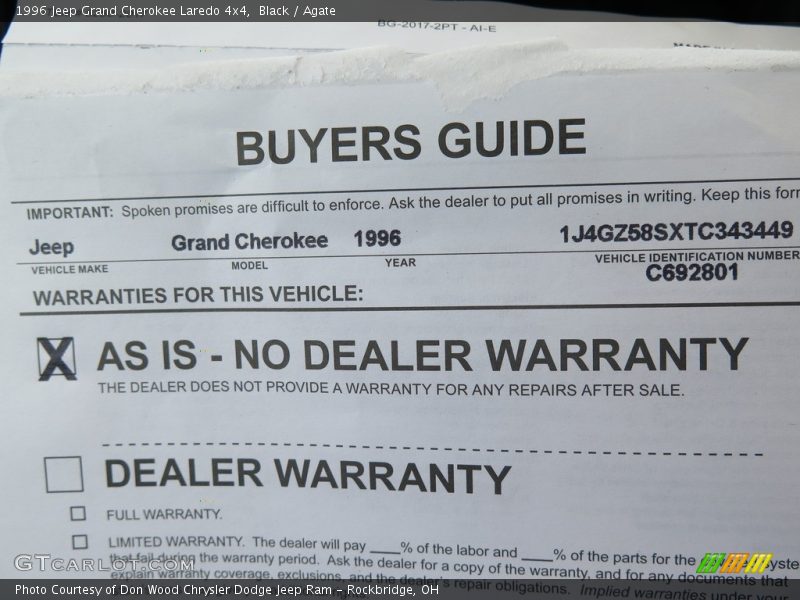 1996 Jeep Grand Cherokee Laredo 4x4, Black / Agate
BG-2017-2PT - AI-E
BUYERS GUIDE
IMPORTANT: Spoken promises are difficult to enforce. Ask the dealer to put all promises in writing. Keep this for
Jeep Grand Cherokee 1996 1J4GZ58SXTC343449
VEHICLE MAKE MODEL YEAR VEHICLE IDENTIFICATION NUMBER
C692801
WARRANTIES FOR THIS VEHICLE:
X AS IS - NO DEALER WARRANTY
THE DEALER DOES NOT PROVIDE A WARRANTY FOR ANY REPAIRS AFTER SALE.
DEALER WARRANTY
FULL WARRANTY.
LIMITED WARRANTY. The dealer will pay ____% of the labor and ____% of the parts for the
that fail during the warranty period. Ask the dealer for a copy of the warranty, and for any documents that
explain warranty coverage, exclusions, and the dealer's repair obligations. Implied warranties under your
GTCARLOT.COM
Photo Courtesy of Don Wood Chrysler Dodge Jeep Ram - Rockbridge, OH